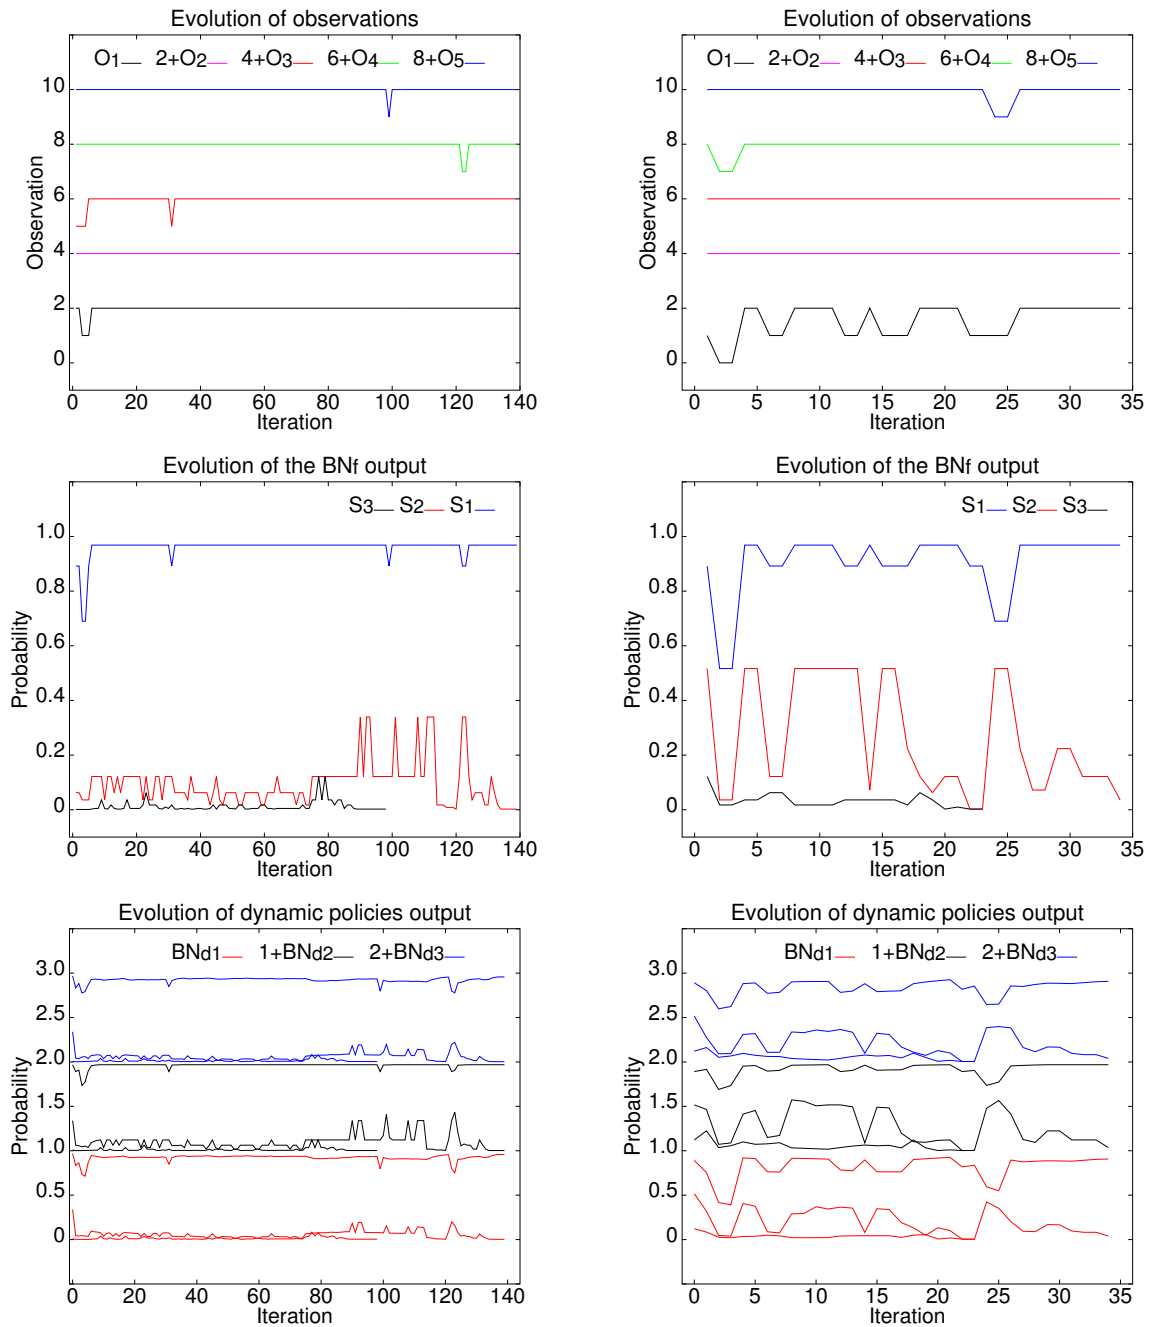 Evolution of observations
O1 2+O2 4+O3 6+O4 8+O5
10
8
6
4
2
0
Observation
0 20 40 60 80 100 120 140
Iteration
Evolution of observations
O1 2+O2 4+O3 6+O4 8+O5
10
8
6
4
2
0
Observation
0 5 10 15 20 25 30 35
Iteration
Evolution of the BNf output
S3 S2 S1
1.0
0.8
0.6
0.4
0.2
0
Probability
0 20 40 60 80 100 120 140
Iteration
Evolution of the BNf output
S1 S2 S3
1.0
0.8
0.6
0.4
0.2
0
Probability
0 5 10 15 20 25 30 35
Iteration
Evolution of dynamic policies output
BNd1 1+BNd2 2+BNd3
3.0
2.5
2.0
1.5
1.0
0.5
0
Probability
0 20 40 60 80 100 120 140
Iteration
Evolution of dynamic policies output
BNd1 1+BNd2 2+BNd3
3.0
2.5
2.0
1.5
1.0
0.5
0
Probability
0 5 10 15 20 25 30 35
Iteration